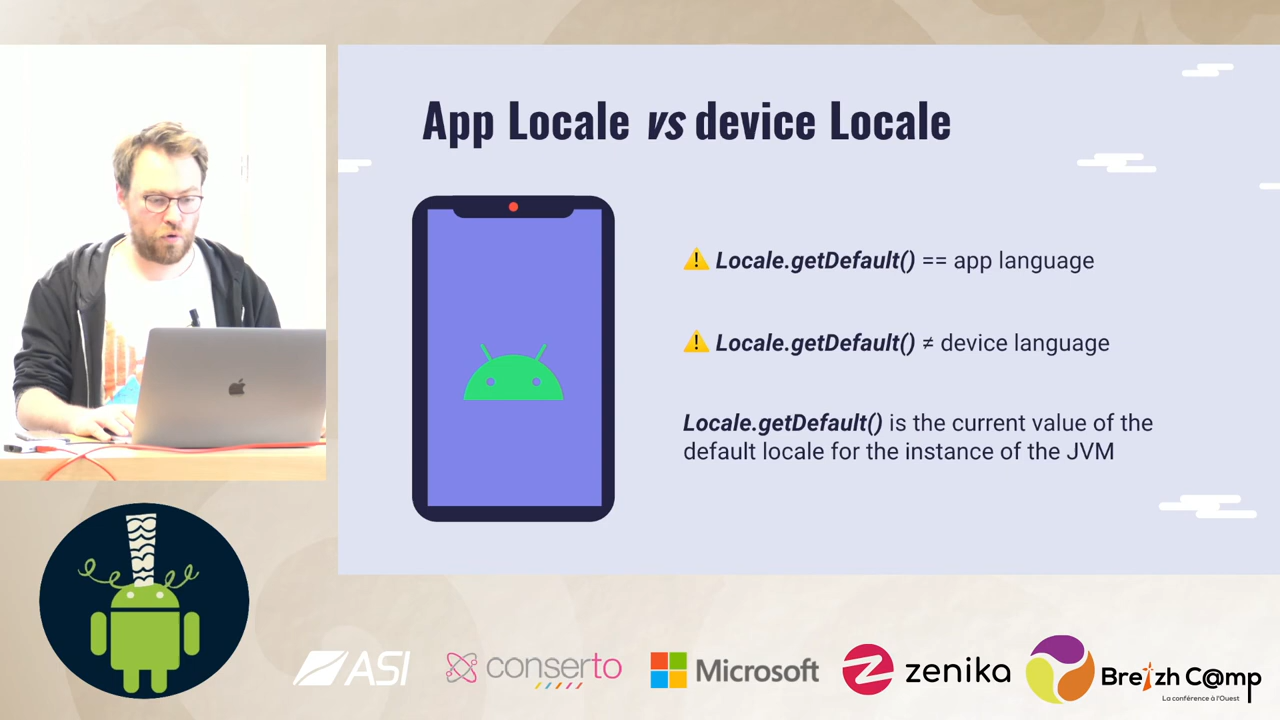 App Locale vs device Locale
Locale.getDefault() == app language
Locale.getDefault() ≠ device language
Locale.getDefault() is the current value of the
default locale for the instance of the JVM
ASI
conserto
Microsoft
zenika
Breizh C@mp
La conférence à l'Ouest